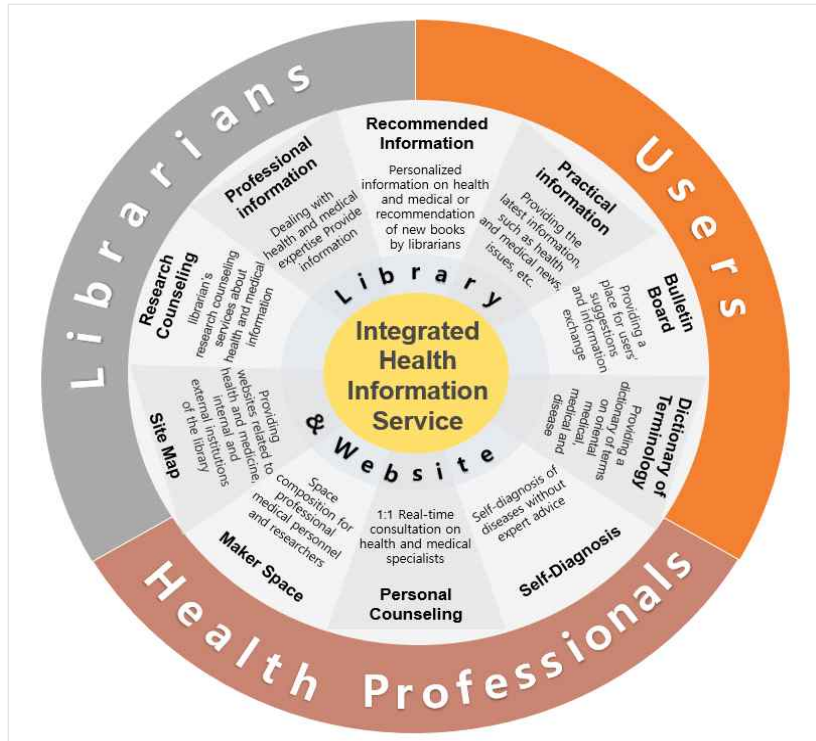 Librarians
Users
Health Professionals
Recommended
Information
Personalized
information on health
and medical or
recommendation
of new books
by librarians
Practical
information
Providing the
latest information,
such as health
and medical news,
issues, etc.
Bulletin
Board
Providing a
place for users'
suggestions
and information
exchange
Dictionary of
Terminology
Providing a
dictionary of terms
on oriental
medical,
medical and
disease
Self-Diagnosis
Self-diagnosis of
diseases without
expert advice
1:1 Real-time
consultation on
health and medical
specialists
Personal
Counseling
Space
composition for
professional
medical personnel
and researchers
Maker Space
Site Map
Providing
websites related to
health and medicine,
internal and
external institutions
of the library
Research
Counseling
librarian's
research counseling
services about
health and medical
information
Professional
information
Dealing with
health and medical
expertise Provide
information
Library
& Website
Integrated
Health
Information
Service